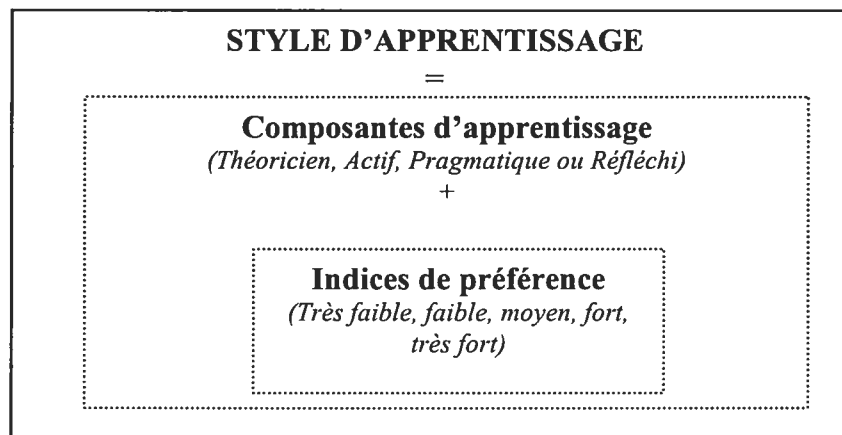 STYLE D'APPRENTISSAGE
=
Composantes d'apprentissage
(Théoricien, Actif, Pragmatique ou Réfléchi)
+
Indices de préférence
(Très faible, faible, moyen, fort,
très fort)